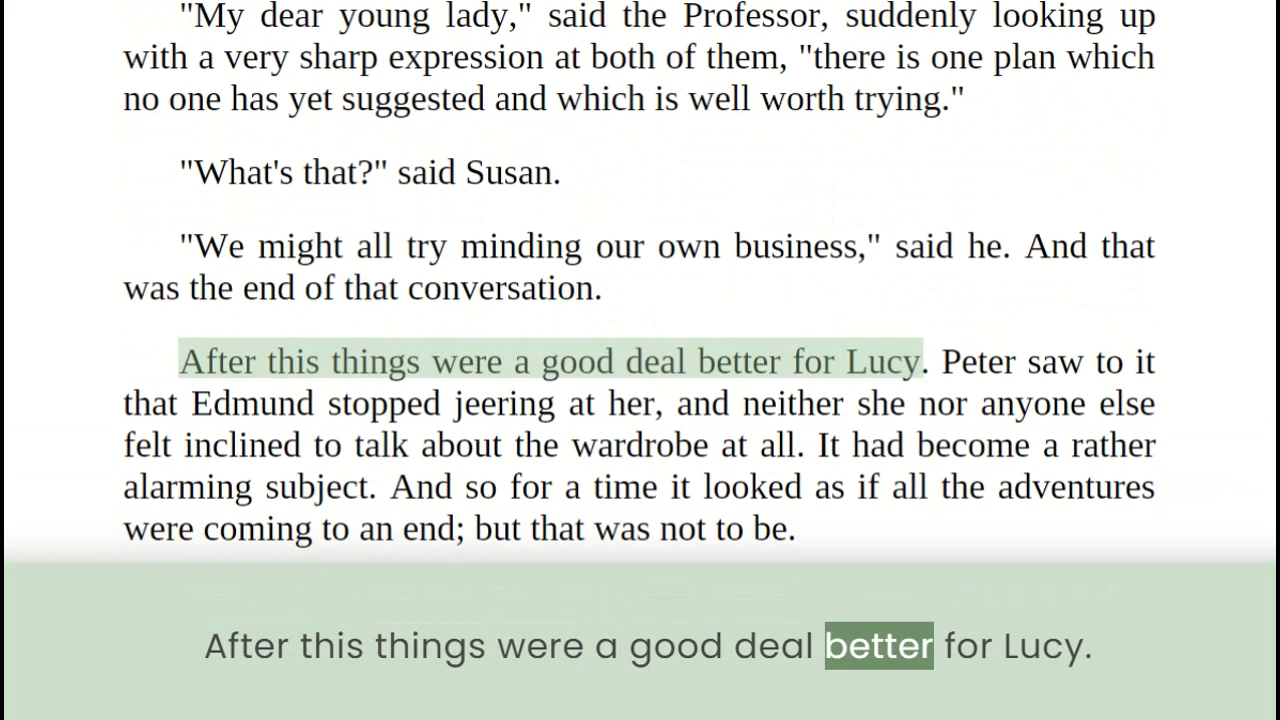 "My dear young lady," said the Professor, suddenly looking up
with a very sharp expression at both of them, "there is one plan which
no one has yet suggested and which is well worth trying."
"What's that?" said Susan.
"We might all try minding our own business," said he. And that
was the end of that conversation.
After this things were a good deal better for Lucy. Peter saw to it
that Edmund stopped jeering at her, and neither she nor anyone else
felt inclined to talk about the wardrobe at all. It had become a rather
alarming subject. And so for a time it looked as if all the adventures
were coming to an end; but that was not to be.
After this things were a good deal better for Lucy.